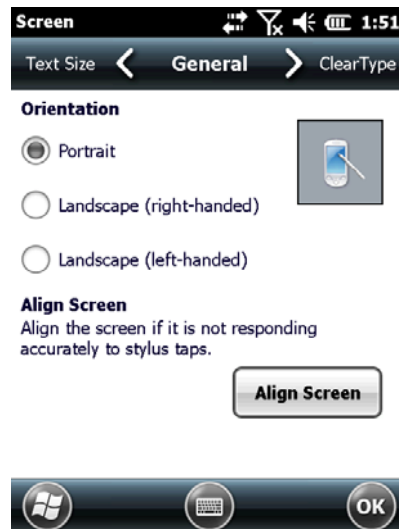 Screen 1:51
Text Size General ClearType
Orientation
Portrait
Landscape (right-handed)
Landscape (left-handed)
Align Screen
Align the screen if it is not responding
accurately to stylus taps.
Align Screen
OK